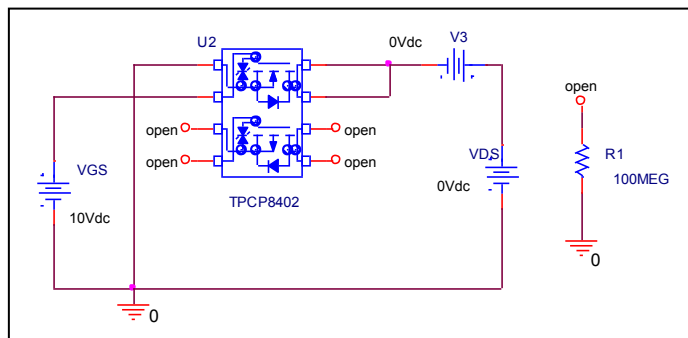 U2
0Vdc
V3
open
open
open
open
open
R1
100MEG
VGS
VDS
0Vdc
10Vdc
TPCP8402
0
0